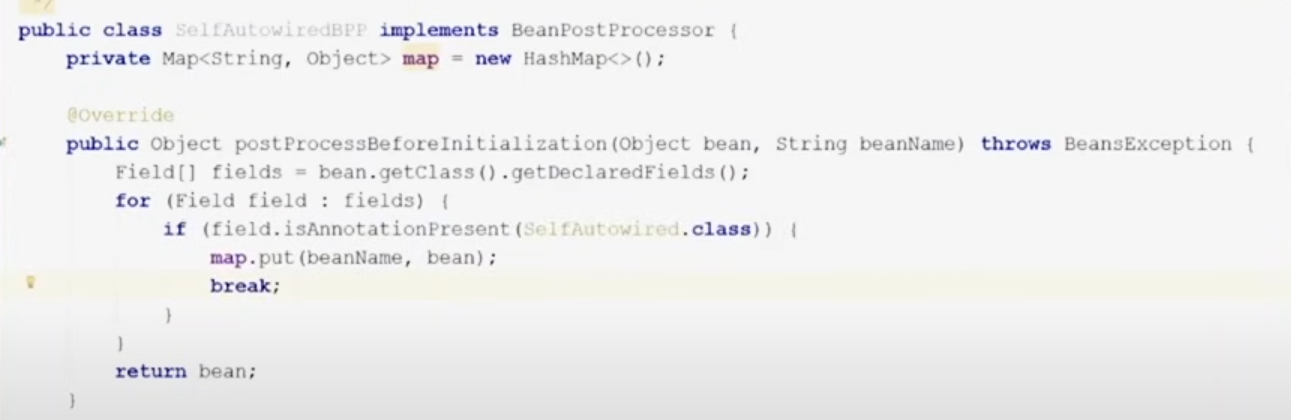 */
public class SelfAutowiredBPP implements BeanPostProcessor {
private Map<String, Object> map = new HashMap<>();
@Override
public Object postProcessBeforeInitialization(Object bean, String beanName) throws BeansException {
Field[] fields = bean.getClass().getDeclaredFields();
for (Field field : fields) {
if (field.isAnnotationPresent(SelfAutowired.class)) {
map.put(beanName, bean);
break;
}
}
return bean;
}